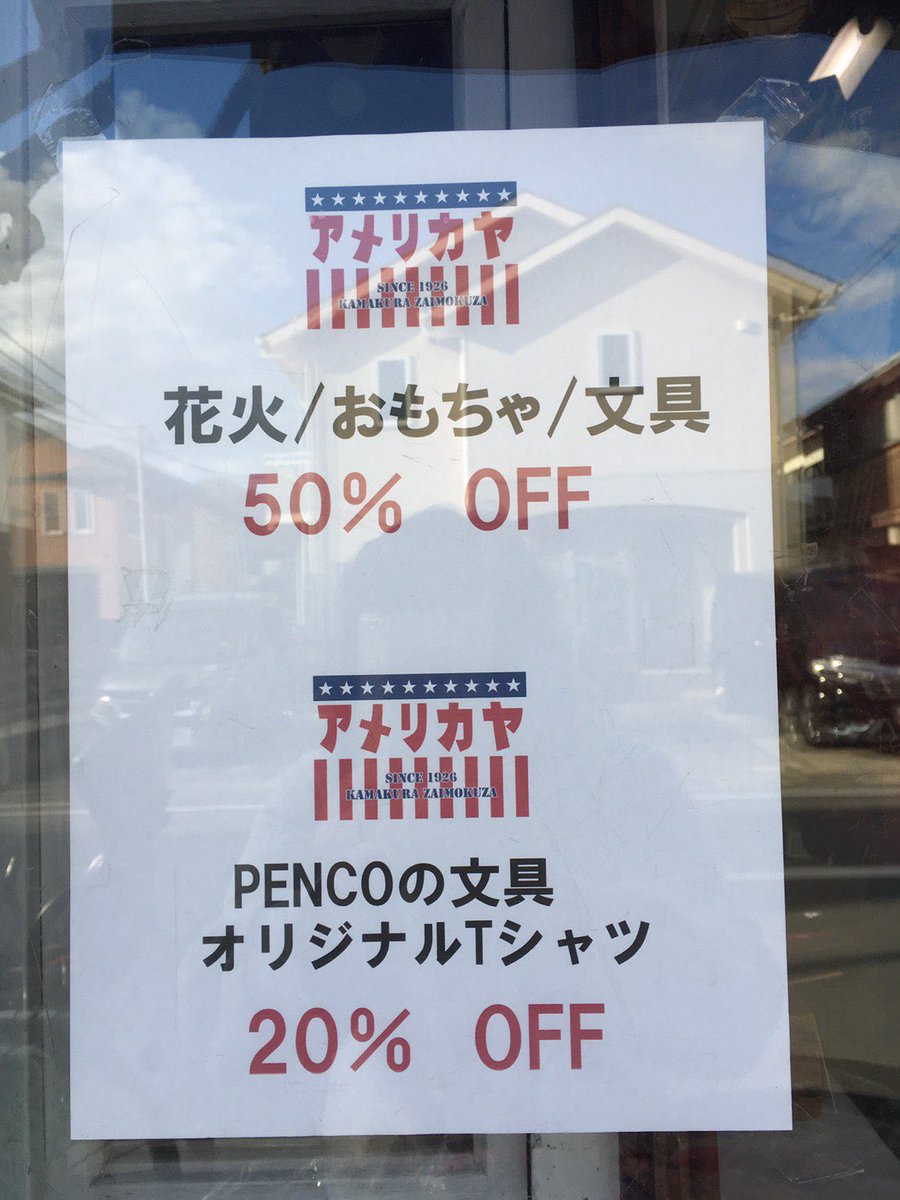 アメリカヤ
SINCE 1926
KAMAKURA ZAIMOKUZA
花火/おもちゃ/文具
50% OFF
アメリカヤ
SINCE 1926
KAMAKURA ZAIMOKUZA
PENCOの文具
オリジナルTシャツ
20% OFF